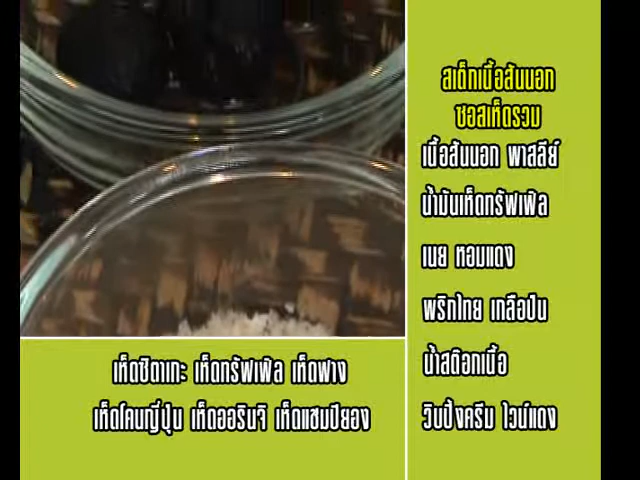 สเต็กเนื้อสันนอก
ซอสเห็ดรวม
เนื้อสันนอก พาสลีย์
น้ำมันเห็ดทรัฟเฟิล
เนย หอมแดง
พริกไทย เกลือป่น
น้ำสต๊อกเนื้อ
วิปปิ้งครีม ไวน์แดง
เห็ดชิตาเกะ เห็ดทรัฟเฟิล เห็ดฟาง
เห็ดโคนญี่ปุ่น เห็ดออรินจิ เห็ดแชมปิยอง